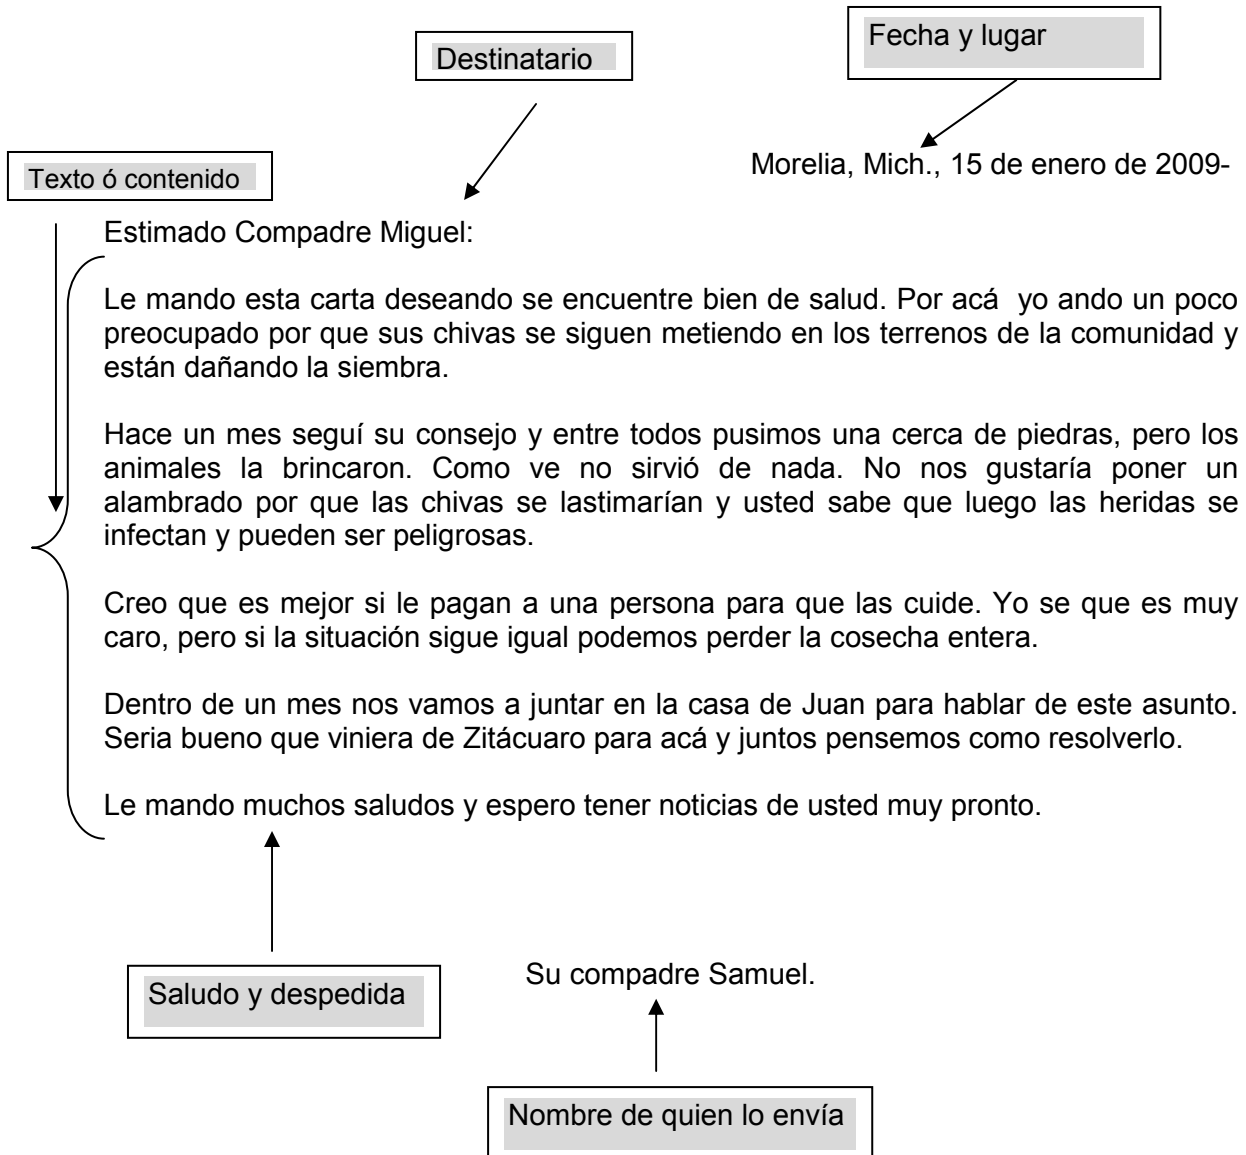 Fecha y lugar
Destinatario
Morelia, Mich., 15 de enero de 2009-
Texto ó contenido
Estimado Compadre Miguel:
Le mando esta carta deseando se encuentre bien de salud. Por acá yo ando un poco
preocupado por que sus chivas se siguen metiendo en los terrenos de la comunidad y
están dañando la siembra.
Hace un mes seguí su consejo y entre todos pusimos una cerca de piedras, pero los
animales la brincaron. Como ve no sirvió de nada. No nos gustaría poner un
alambrado por que las chivas se lastimarían y usted sabe que luego las heridas se
infectan y pueden ser peligrosas.
Creo que es mejor si le pagan a una persona para que las cuide. Yo se que es muy
caro, pero si la situación sigue igual podemos perder la cosecha entera.
Dentro de un mes nos vamos a juntar en la casa de Juan para hablar de este asunto.
Seria bueno que viniera de Zitácuaro para acá y juntos pensemos como resolverlo.
Le mando muchos saludos y espero tener noticias de usted muy pronto.
Su compadre Samuel.
Saludo y despedida
Nombre de quien lo envía